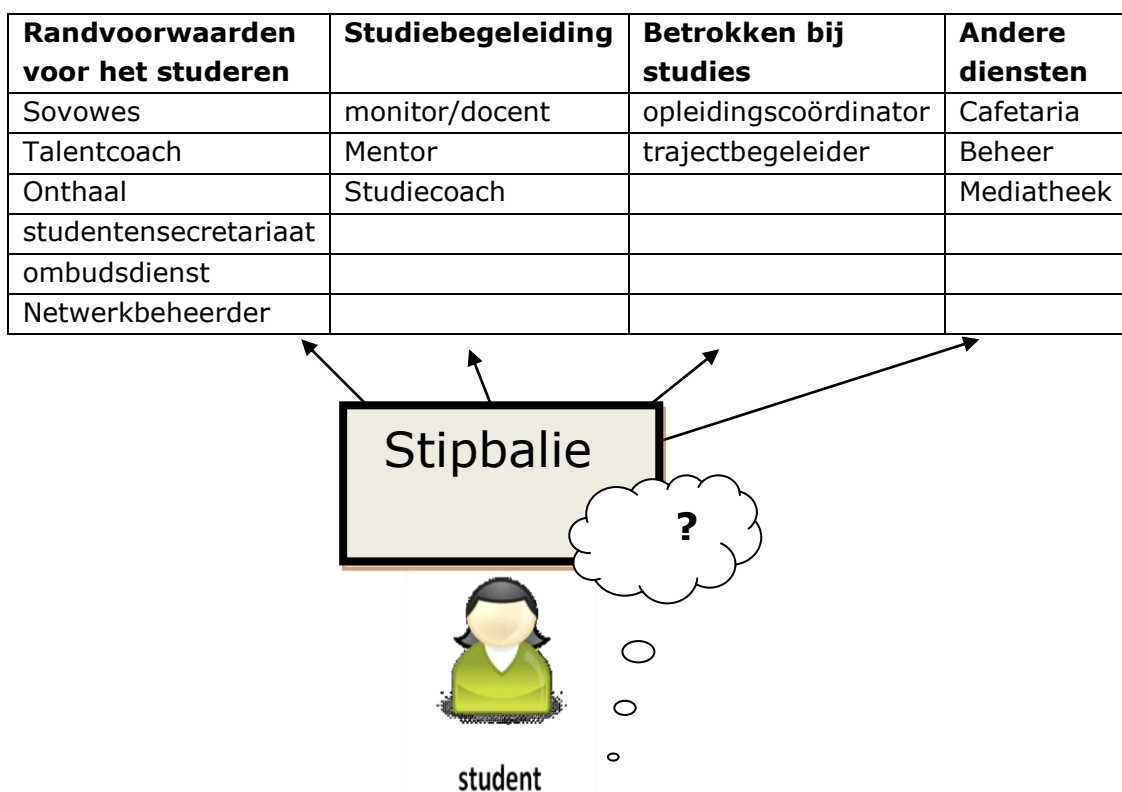 Randvoorwaarden voor het studeren | Studiebegeleiding | Betrokken bij studies | Andere diensten
Sovowes | monitor/docent | opleidingscoördinator | Cafetaria
Talentcoach | Mentor | trajectbegeleider | Beheer
Onthaal | Studiecoach | | Mediatheek
studentensecretariaat
ombudsdienst
Netwerkbeheerder
Stipbalie
?
student